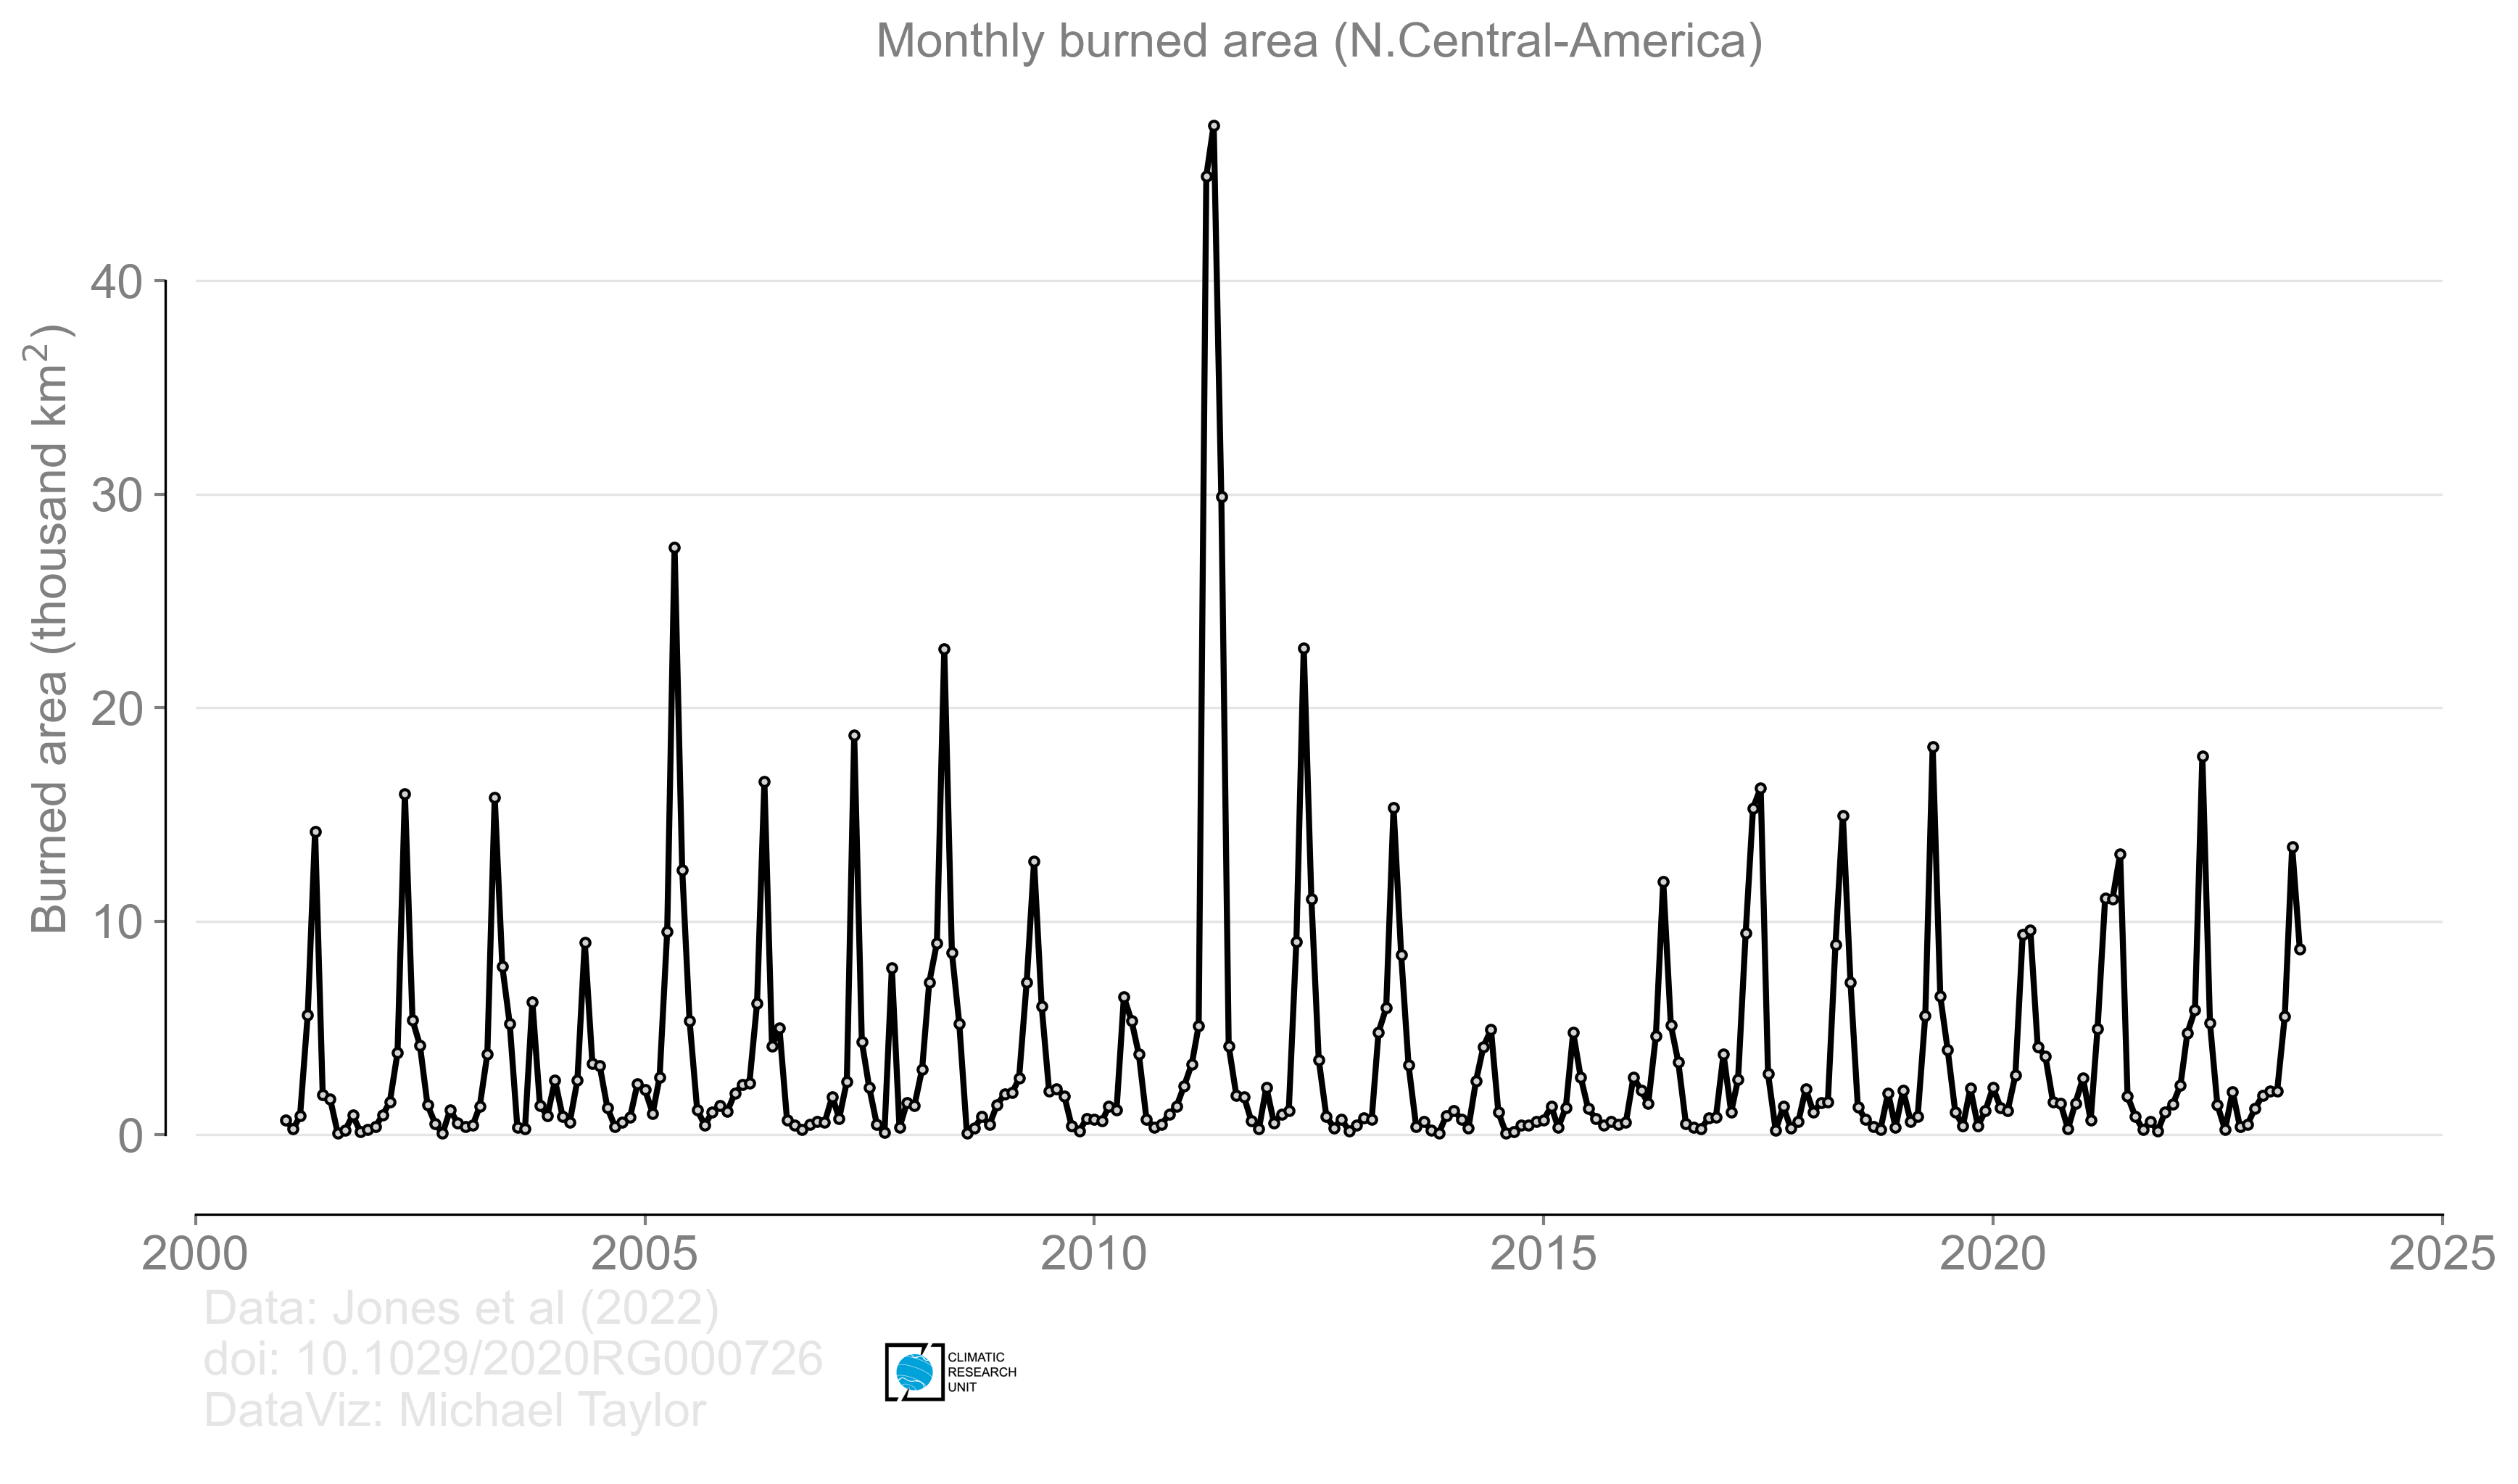 Monthly burned area (N.Central-America)
Burned area (thousand km²)
40
30
20
10
0
2000
2005
2010
2015
2020
2025
Data: Jones et al (2022)
doi: 10.1029/2020RG000726
DataViz: Michael Taylor
CLIMATIC
RESEARCH
UNIT